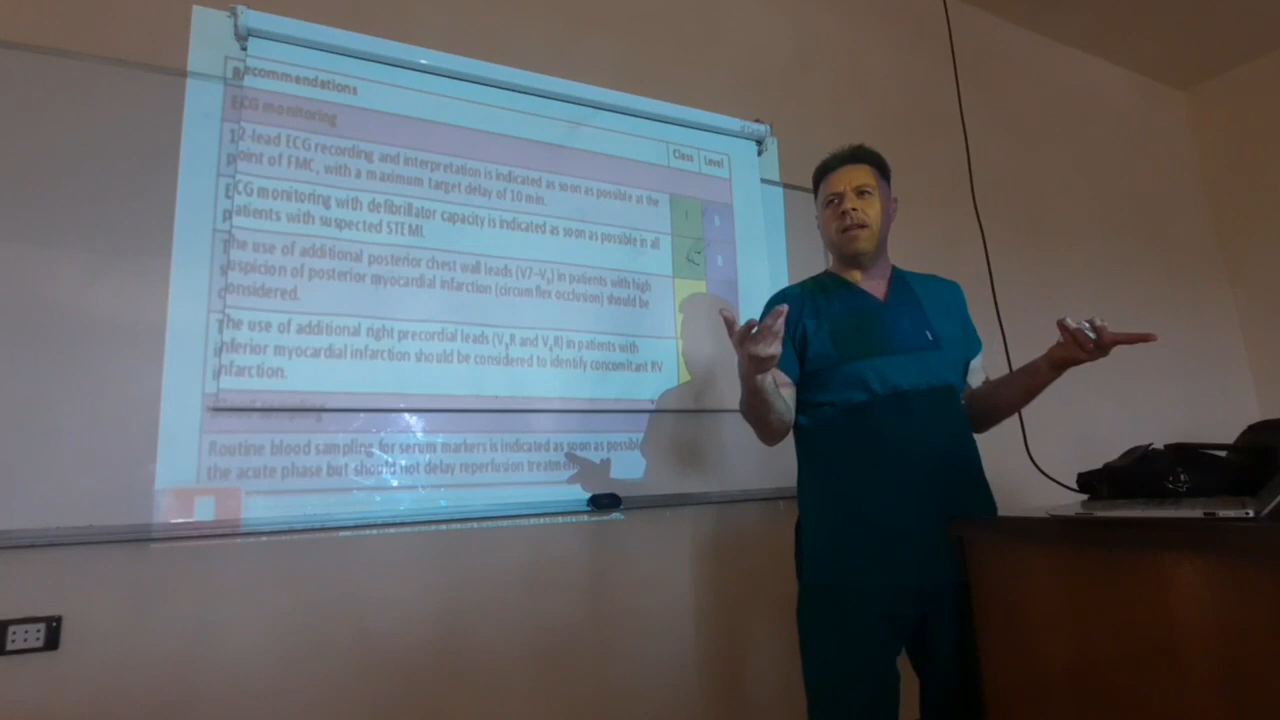 Recommendations
Class Level
ECG monitoring
12-lead ECG recording and interpretation is indicated as soon as possible at the
point of FMC, with a maximum target delay of 10 min.
I B
ECG monitoring with defibrillator capacity is indicated as soon as possible in all
patients with suspected STEMI.
B
The use of additional posterior chest wall leads (V7–V9) in patients with high
suspicion of posterior myocardial infarction (circumflex occlusion) should be
considered.
The use of additional right precordial leads (V3R and V4R) in patients with
inferior myocardial infarction should be considered to identify concomitant RV
infarction.
Routine blood sampling for serum markers is indicated as soon as possibl
the acute phase but should not delay reperfusion treatmen